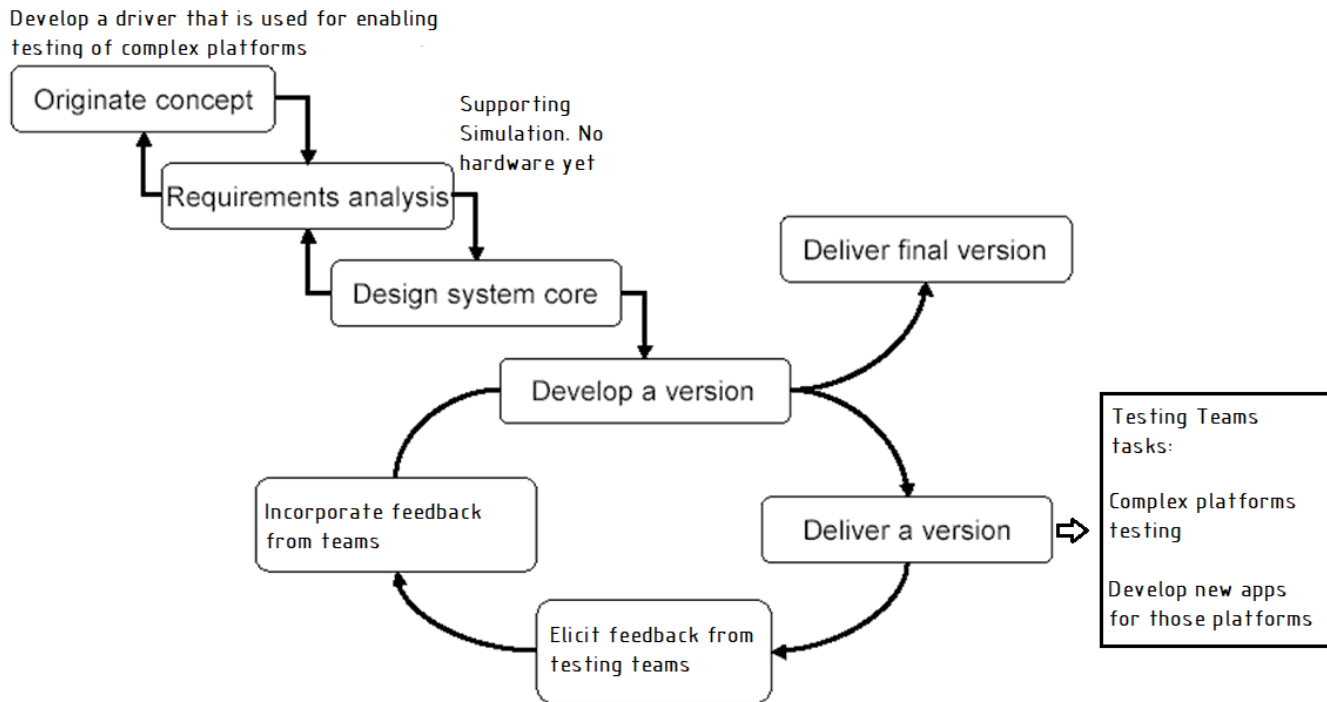 Develop a driver that is used for enabling
testing of complex platforms
Originate concept
Supporting
Simulation. No
hardware yet
Requirements analysis
Design system core
Deliver final version
Develop a version
Testing Teams
tasks:
Complex platforms
testing
Develop new apps
for those platforms
Deliver a version
Incorporate feedback
from teams
Elicit feedback from
testing teams